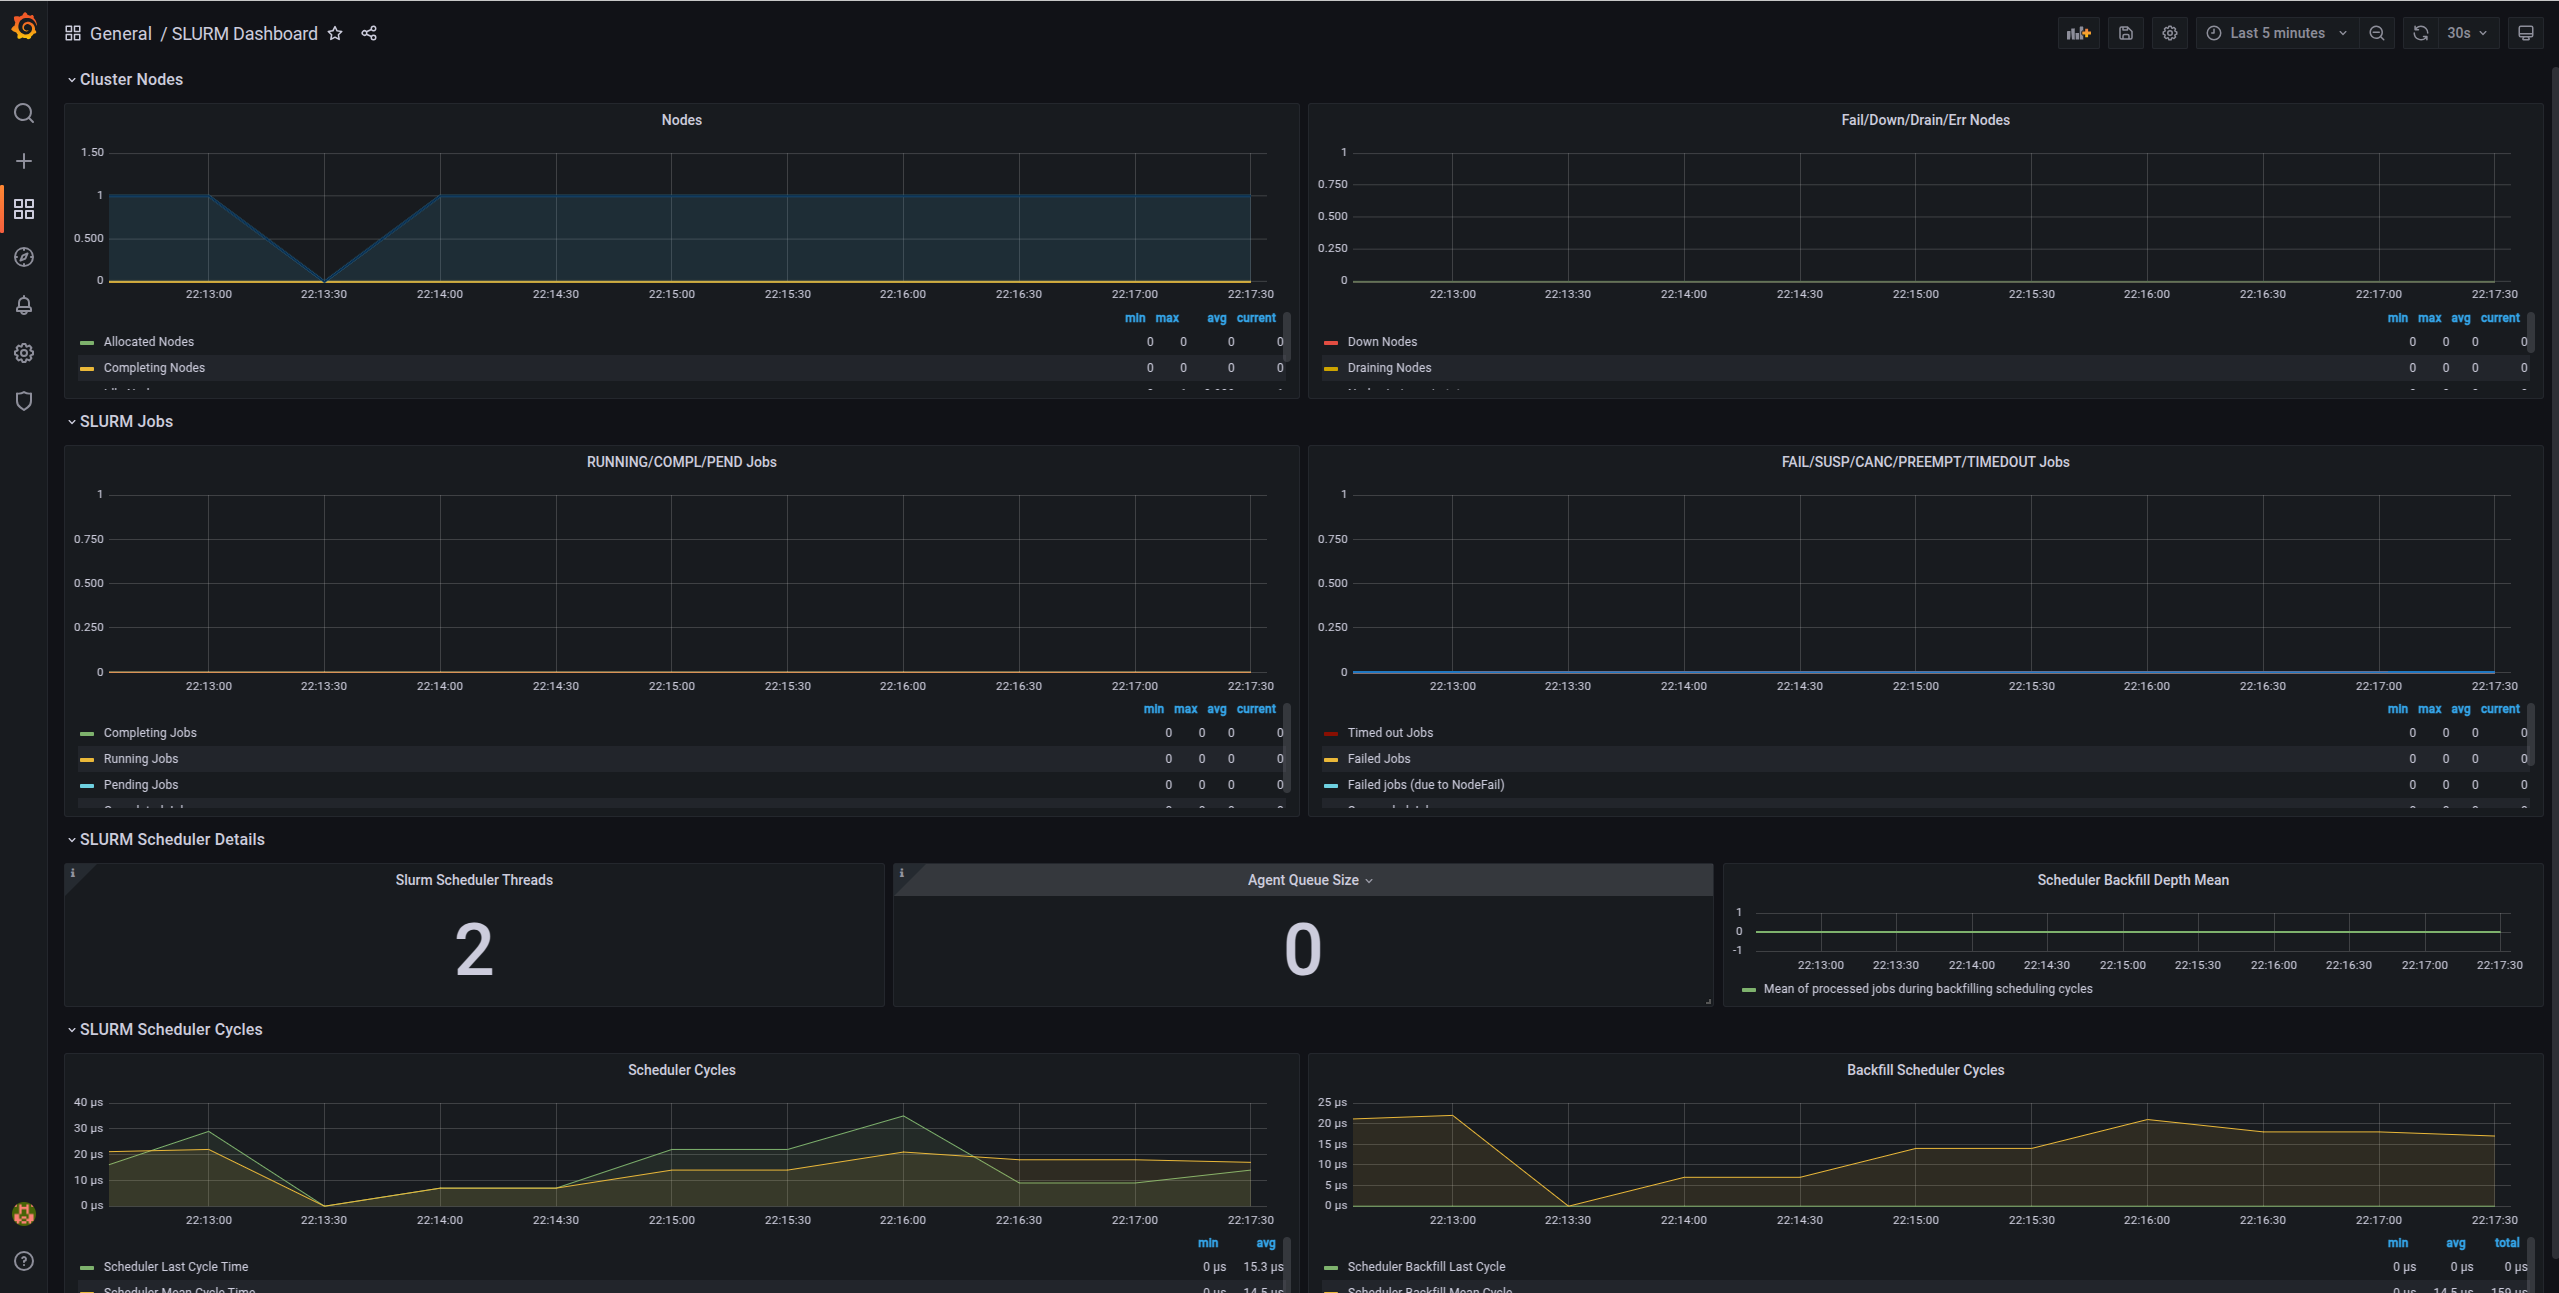 General / SLURM Dashboard
Last 5 minutes
30s
Cluster Nodes
Nodes
1.50
1
0.500
0
22:13:00 22:13:30 22:14:00 22:14:30 22:15:00 22:15:30 22:16:00 22:16:30 22:17:00 22:17:30
min max avg current
Allocated Nodes 0 0 0 0
Completing Nodes 0 0 0 0
Fail/Down/Drain/Err Nodes
1
0.750
0.500
0.250
0
22:13:00 22:13:30 22:14:00 22:14:30 22:15:00 22:15:30 22:16:00 22:16:30 22:17:00 22:17:30
min max avg current
Down Nodes 0 0 0 0
Draining Nodes 0 0 0 0
SLURM Jobs
RUNNING/COMPL/PEND Jobs
1
0.750
0.500
0.250
0
22:13:00 22:13:30 22:14:00 22:14:30 22:15:00 22:15:30 22:16:00 22:16:30 22:17:00 22:17:30
min max avg current
Completing Jobs 0 0 0 0
Running Jobs 0 0 0 0
Pending Jobs 0 0 0 0
FAIL/SUSP/CANC/PREEMPT/TIMEDOUT Jobs
1
0.750
0.500
0.250
0
22:13:00 22:13:30 22:14:00 22:14:30 22:15:00 22:15:30 22:16:00 22:16:30 22:17:00 22:17:30
min max avg current
Timed out Jobs 0 0 0 0
Failed Jobs 0 0 0 0
Failed jobs (due to NodeFail) 0 0 0 0
SLURM Scheduler Details
Slurm Scheduler Threads
2
Agent Queue Size
0
Scheduler Backfill Depth Mean
1
0
-1
22:13:00 22:13:30 22:14:00 22:14:30 22:15:00 22:15:30 22:16:00 22:16:30 22:17:00 22:17:30
Mean of processed jobs during backfilling scheduling cycles
SLURM Scheduler Cycles
Scheduler Cycles
40 µs
30 µs
20 µs
10 µs
0 µs
22:13:00 22:13:30 22:14:00 22:14:30 22:15:00 22:15:30 22:16:00 22:16:30 22:17:00 22:17:30
min avg
Scheduler Last Cycle Time 0 µs 15.3 µs
Scheduler Mean Cycle Time 0 µs 14.5 µs
Backfill Scheduler Cycles
25 µs
20 µs
15 µs
10 µs
5 µs
0 µs
22:13:00 22:13:30 22:14:00 22:14:30 22:15:00 22:15:30 22:16:00 22:16:30 22:17:00 22:17:30
min avg total
Scheduler Backfill Last Cycle 0 µs 0 µs 0 µs
Scheduler Backfill Mean Cycle 0 µs 14.5 µs 159 µs